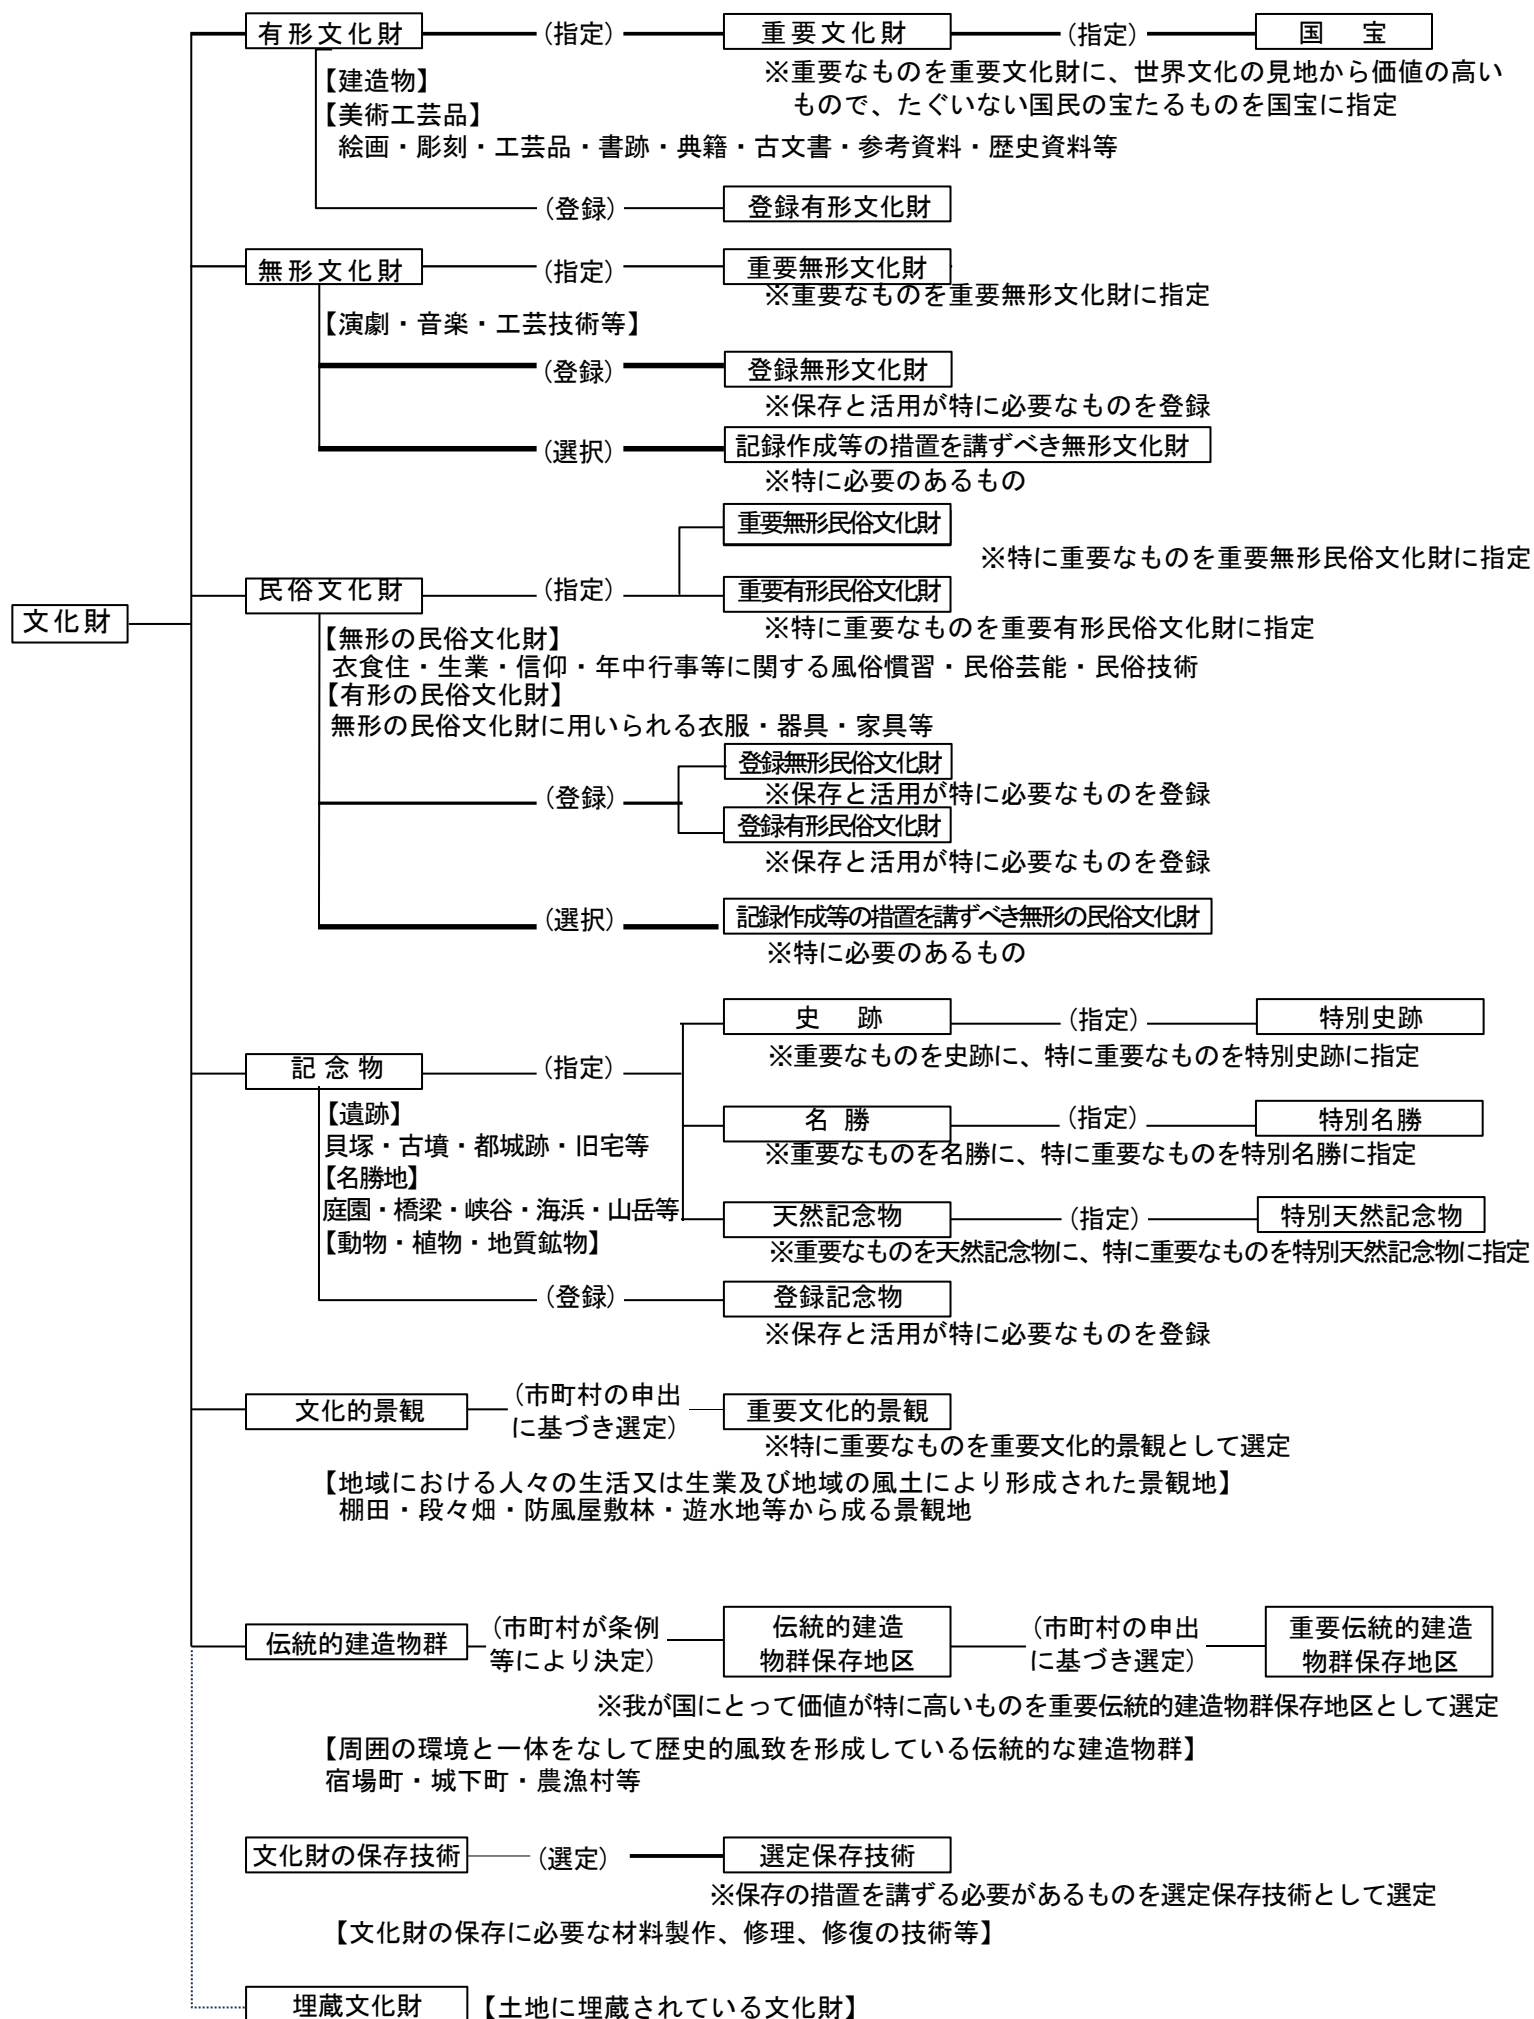 有形文化財 (指定) 重要文化財 (指定) 国 宝
※重要なものを重要文化財に、世界文化の見地から価値の高い
もので、たぐいない国民の宝たるものを国宝に指定
【建造物】
【美術工芸品】
絵画・彫刻・工芸品・書跡・典籍・古文書・参考資料・歴史資料等
(登録) 登録有形文化財
無形文化財 (指定) 重要無形文化財
※重要なものを重要無形文化財に指定
【演劇・音楽・工芸技術等】
(登録) 登録無形文化財
※保存と活用が特に必要なものを登録
(選択) 記録作成等の措置を講ずべき無形文化財
※特に必要のあるもの
重要無形民俗文化財
※特に重要なものを重要無形民俗文化財に指定
民俗文化財 (指定) 重要有形民俗文化財
※特に重要なものを重要有形民俗文化財に指定
文化財
【無形の民俗文化財】
衣食住・生業・信仰・年中行事等に関する風俗慣習・民俗芸能・民俗技術
【有形の民俗文化財】
無形の民俗文化財に用いられる衣服・器具・家具等
登録無形民俗文化財
※保存と活用が特に必要なものを登録
(登録)
登録有形民俗文化財
※保存と活用が特に必要なものを登録
(選択) 記録作成等の措置を講ずべき無形の民俗文化財
※特に必要のあるもの
史 跡 (指定) 特別史跡
※重要なものを史跡に、特に重要なものを特別史跡に指定
記念物 (指定)
【遺跡】
貝塚・古墳・都城跡・旧宅等
名 勝 (指定) 特別名勝
※重要なものを名勝に、特に重要なものを特別名勝に指定
【名勝地】
庭園・橋梁・峡谷・海浜・山岳等
天然記念物 (指定) 特別天然記念物
【動物・植物・地質鉱物】
※重要なものを天然記念物に、特に重要なものを特別天然記念物に指定
(登録) 登録記念物
※保存と活用が特に必要なものを登録
文化的景観 (市町村の申出
に基づき選定) 重要文化的景観
※特に重要なものを重要文化的景観として選定
【地域における人々の生活又は生業及び地域の風土により形成された景観地】
棚田・段々畑・防風屋敷林・遊水地等から成る景観地
伝統的建造物群 (市町村が条例
等により決定) 伝統的建造
物群保存地区 (市町村の申出
に基づき選定) 重要伝統的建造
物群保存地区
※我が国にとって価値が特に高いものを重要伝統的建造物群保存地区として選定
【周囲の環境と一体をなして歴史的風致を形成している伝統的な建造物群】
宿場町・城下町・農漁村等
文化財の保存技術 (選定) 選定保存技術
※保存の措置を講ずる必要があるものを選定保存技術として選定
【文化財の保存に必要な材料製作、修理、修復の技術等】
埋蔵文化財 【土地に埋蔵されている文化財】